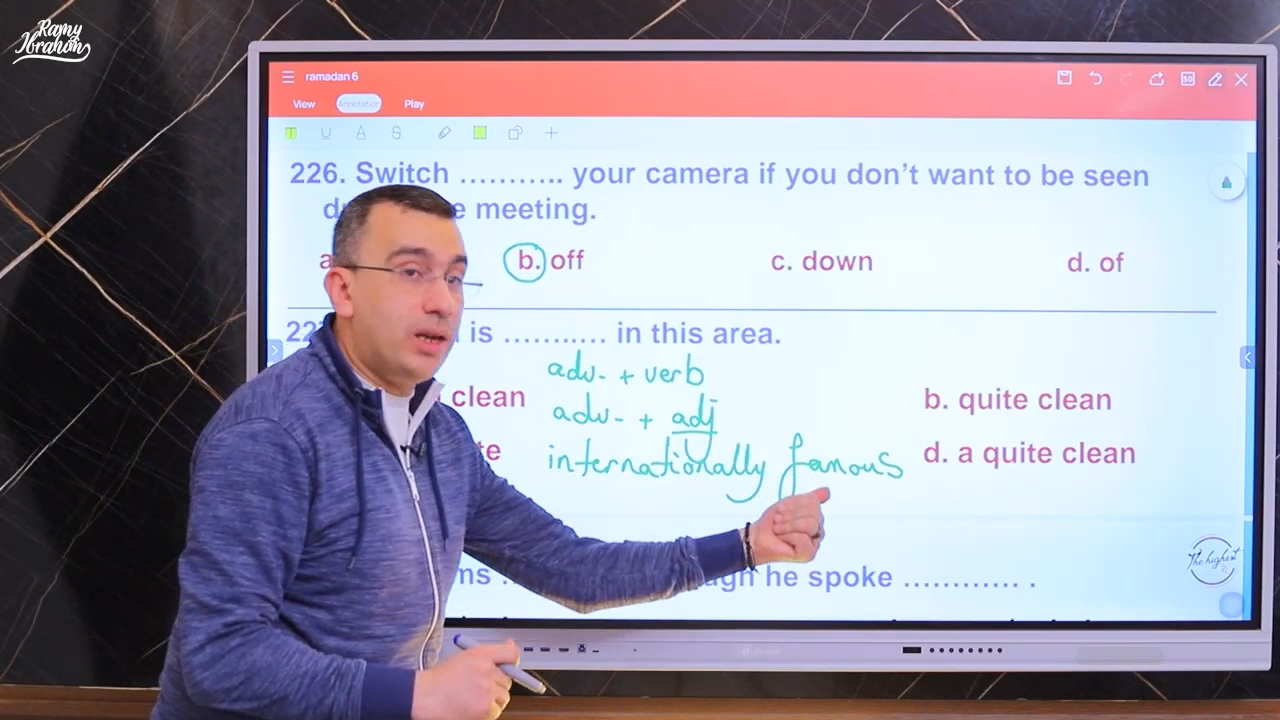 Ramy
Ibrahim
ramadan 6
View Annotation Play
226. Switch ……….. your camera if you don’t want to be seen
meeting.
b. off c. down d. of
is ……..… in this area.
adv- + verb
clean b. quite clean
adv- + adj
d. a quite clean
internationally famous
he spoke ………… .
The highest